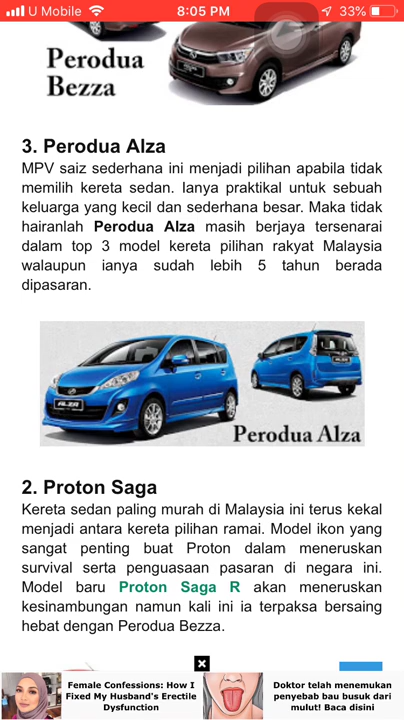 U Mobile 8:05 PM 33%
Perodua
Bezza
3. Perodua Alza
MPV saiz sederhana ini menjadi pilihan apabila tidak
memilih kereta sedan. Ianya praktikal untuk sebuah
keluarga yang kecil dan sederhana besar. Maka tidak
hairanlah Perodua Alza masih berjaya tersenarai
dalam top 3 model kereta pilihan rakyat Malaysia
walaupun ianya sudah lebih 5 tahun berada
dipasaran.
ALZA
Perodua Alza
2. Proton Saga
Kereta sedan paling murah di Malaysia ini terus kekal
menjadi antara kereta pilihan ramai. Model ikon yang
sangat penting buat Proton dalam meneruskan
survival serta penguasaan pasaran di negara ini.
Model baru Proton Saga R akan meneruskan
kesinambungan namun kali ini ia terpaksa bersaing
hebat dengan Perodua Bezza.
Female Confessions: How I
Fixed My Husband's Erectile
Dysfunction
Doktor telah menemukan
penyebab bau busuk dari
mulut! Baca disini